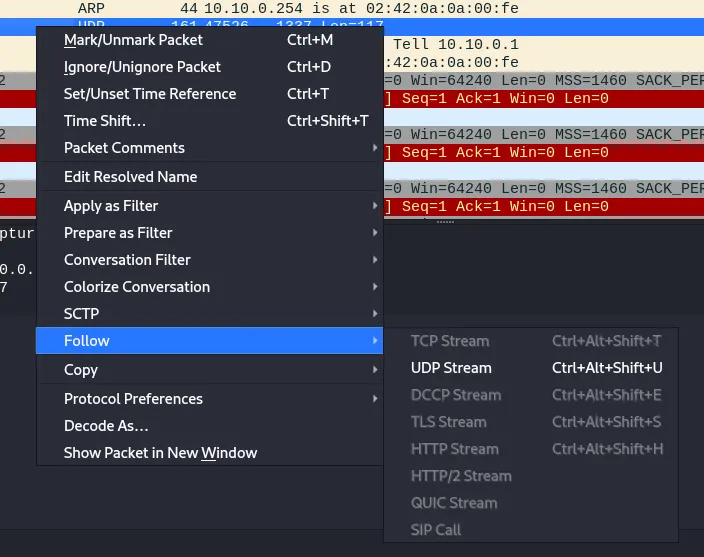 ARP 44 10.10.0.254 is at 02:42:0a:0a:00:fe
UDP 161 47526 1337 Len=117
Tell 10.10.0.1
:42:0a:0a:00:fe
2 =0 Win=64240 Len=0 MSS=1460 SACK_PER
] Seq=1 Ack=1 Win=0 Len=0
2 =0 Win=64240 Len=0 MSS=1460 SACK_PER
] Seq=1 Ack=1 Win=0 Len=0
2 =0 Win=64240 Len=0 MSS=1460 SACK_PER
] Seq=1 Ack=1 Win=0 Len=0
ptur
0.0.
7
Mark/Unmark Packet Ctrl+M
Ignore/Unignore Packet Ctrl+D
Set/Unset Time Reference Ctrl+T
Time Shift... Ctrl+Shift+T
Packet Comments
Edit Resolved Name
Apply as Filter
Prepare as Filter
Conversation Filter
Colorize Conversation
SCTP
Follow
Copy
Protocol Preferences
Decode As...
Show Packet in New Window
TCP Stream Ctrl+Alt+Shift+T
UDP Stream Ctrl+Alt+Shift+U
DCCP Stream Ctrl+Alt+Shift+E
TLS Stream Ctrl+Alt+Shift+S
HTTP Stream Ctrl+Alt+Shift+H
HTTP/2 Stream
QUIC Stream
SIP Call